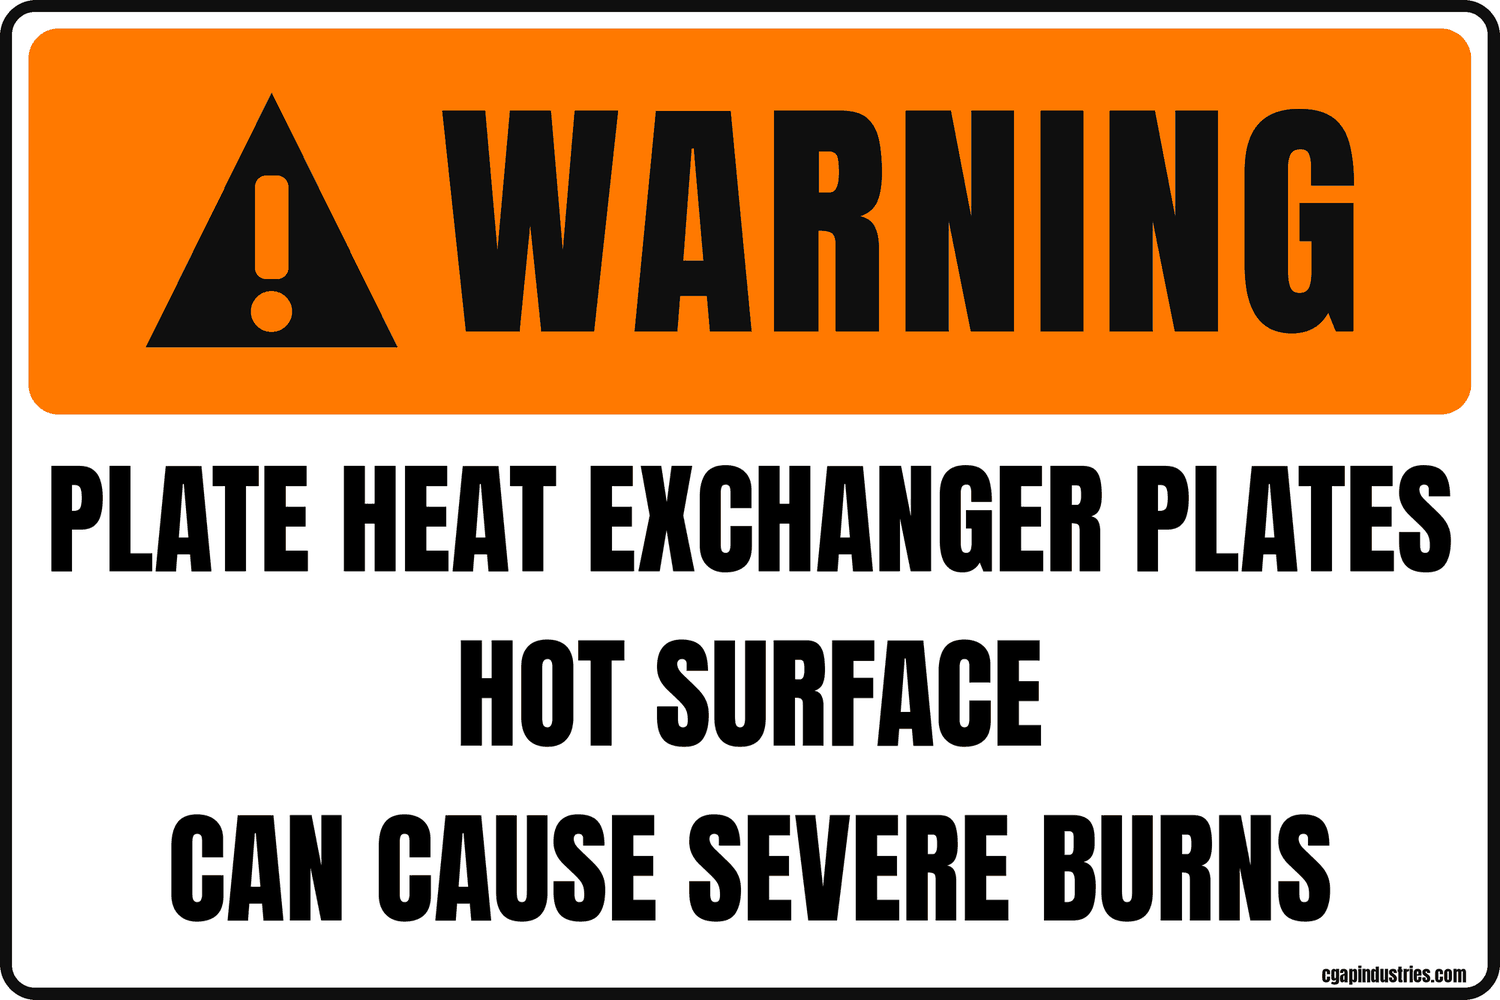 WARNING
PLATE HEAT EXCHANGER PLATES
HOT SURFACE
CAN CAUSE SEVERE BURNS
cgapindustries.com